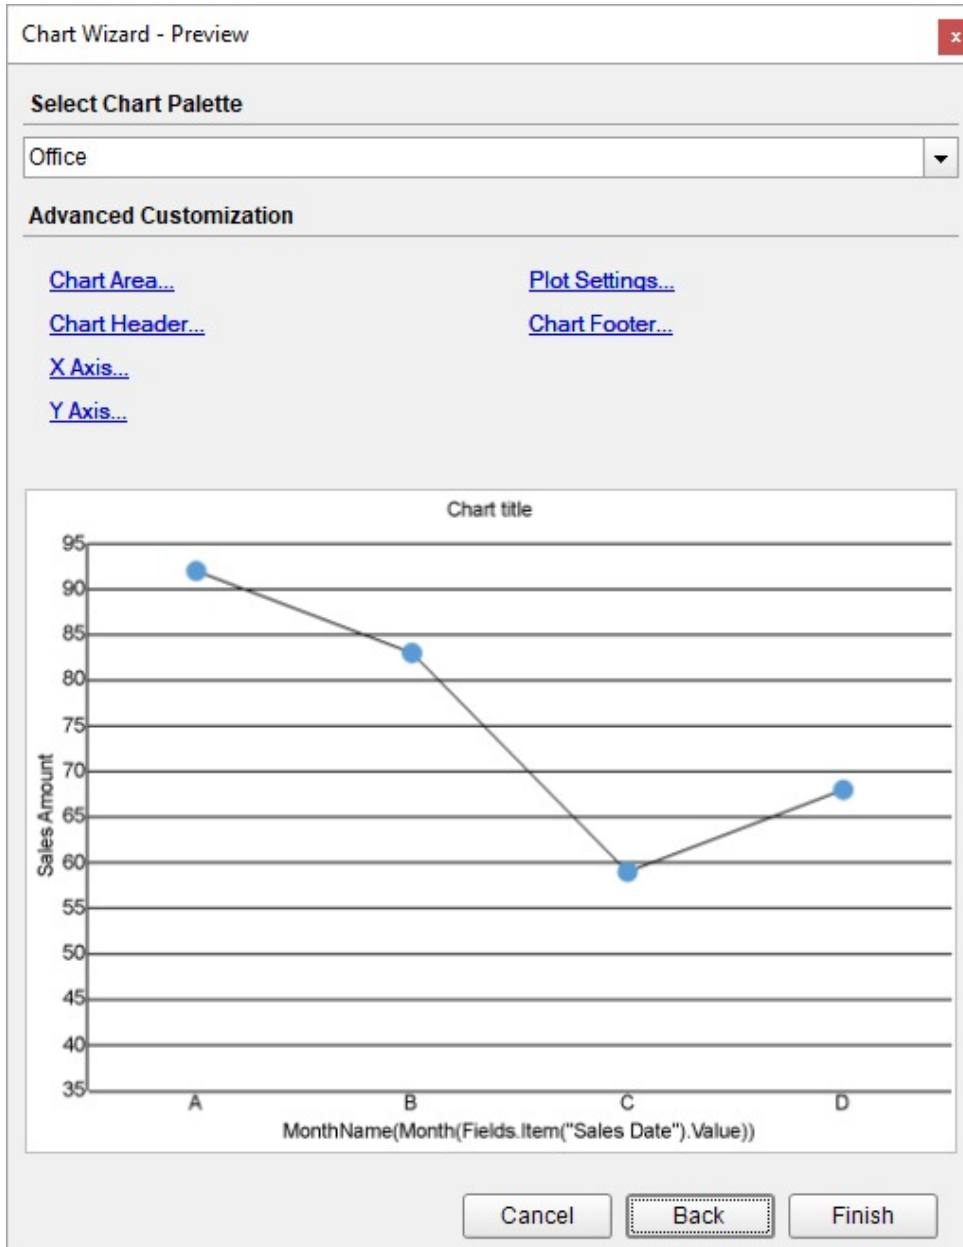 Chart Wizard - Preview
x
Select Chart Palette
Office
Advanced Customization
Chart Area...
Plot Settings...
Chart Header...
Chart Footer...
X Axis...
Y Axis...
Chart title
95
90
85
80
75
70
65
60
55
50
45
40
35
Sales Amount
A B C D
MonthName(Month(Fields.Item("Sales Date").Value))
Cancel
Back
Finish